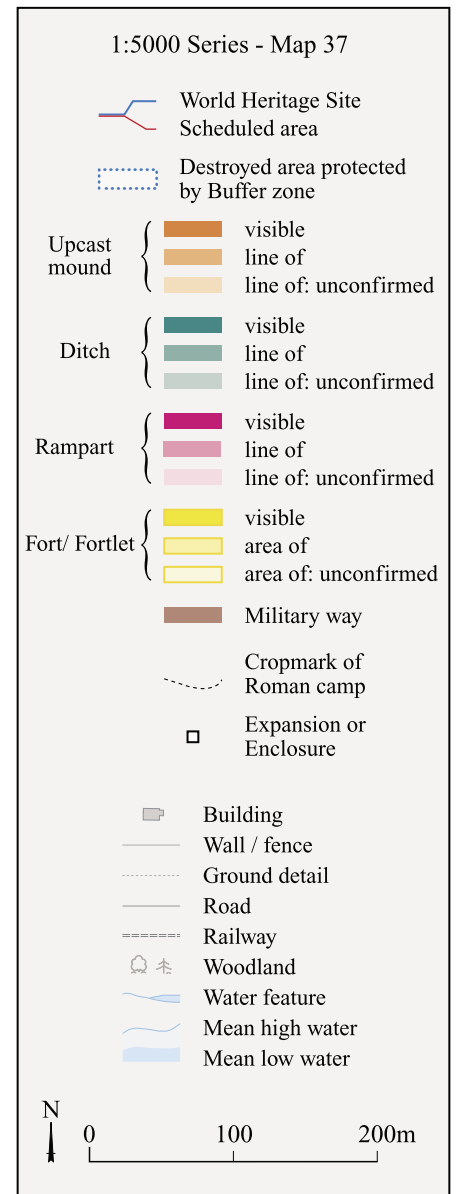 1:5000 Series - Map 37
World Heritage Site
Scheduled area
Destroyed area protected
by Buffer zone
Upcast
mound
visible
line of
line of: unconfirmed
Ditch
visible
line of
line of: unconfirmed
Rampart
visible
line of
line of: unconfirmed
Fort/ Fortlet
visible
area of
area of: unconfirmed
Military way
Cropmark of
Roman camp
Expansion or
Enclosure
Building
Wall / fence
Ground detail
Road
Railway
Woodland
Water feature
Mean high water
Mean low water
N
0 100 200m